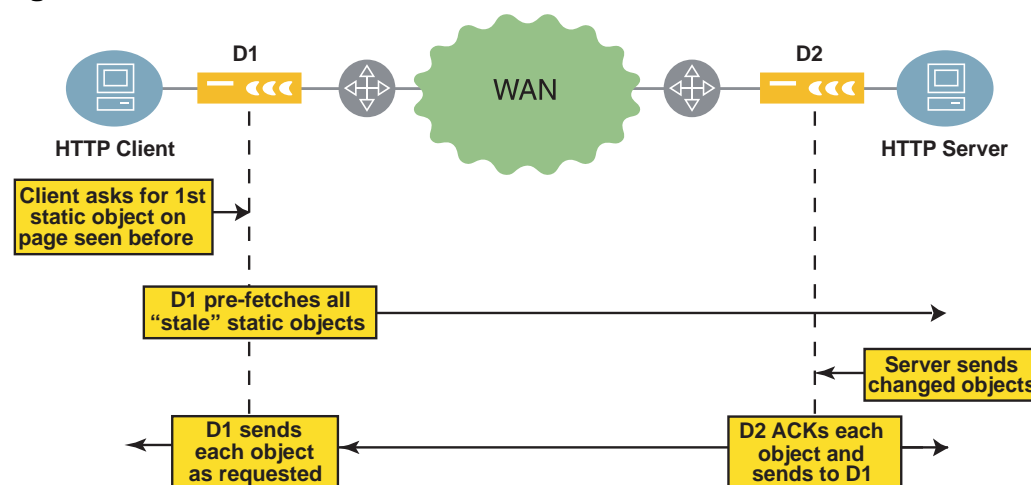 D1
D2
WAN
HTTP Client
HTTP Server
Client asks for 1st
static object on
page seen before
D1 pre-fetches all
“stale” static objects
Server sends
changed objects
D1 sends
each object
as requested
D2 ACKs each
object and
sends to D1